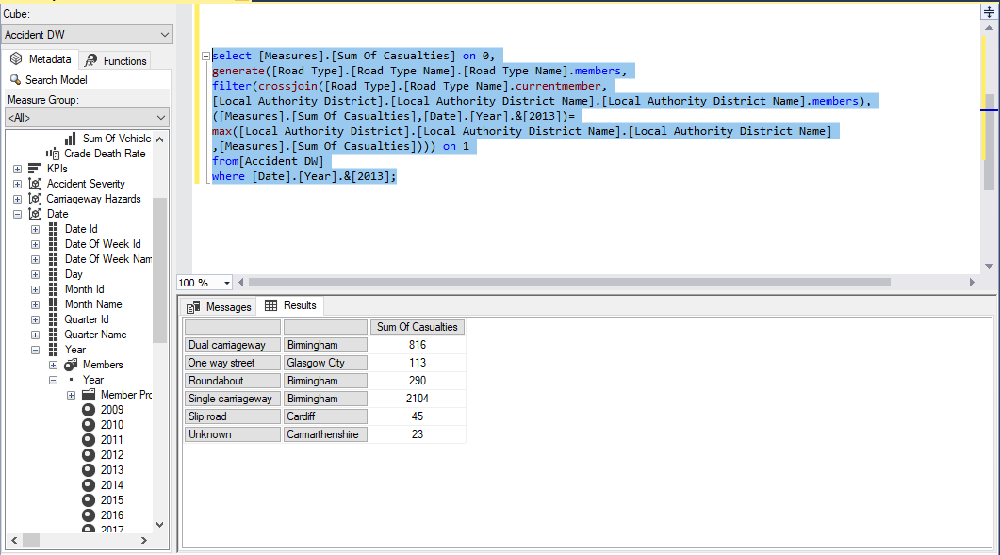 Cube:
Accident DW
Metadata
Functions
Search Model
Measure Group:
<All>
Sum Of Vehicle
Crude Death Rate
KPIs
Accident Severity
Carriageway Hazards
Date
Date Id
Date Of Week Id
Date Of Week Nam
Day
Month Id
Month Name
Quarter Id
Quarter Name
Year
Members
Year
Member Pro
2009
2010
2011
2012
2013
2014
2015
2016
2017
select [Measures].[Sum Of Casualties] on 0,
generate([Road Type].[Road Type Name].[Road Type Name].members,
filter(crossjoin([Road Type].[Road Type Name].currentmember,
[Local Authority District].[Local Authority District Name].[Local Authority District Name].members),
([Measures].[Sum Of Casualties],[Date].[Year].&[2013])=
max([Local Authority District].[Local Authority District Name].[Local Authority District Name]
,[Measures].[Sum Of Casualties]))) on 1
from[Accident DW]
where [Date].[Year].&[2013];
100 %
Messages
Results
Sum Of Casualties
Dual carriageway Birmingham 816
One way street Glasgow City 113
Roundabout Birmingham 290
Single carriageway Birmingham 2104
Slip road Cardiff 45
Unknown Carmarthenshire 23